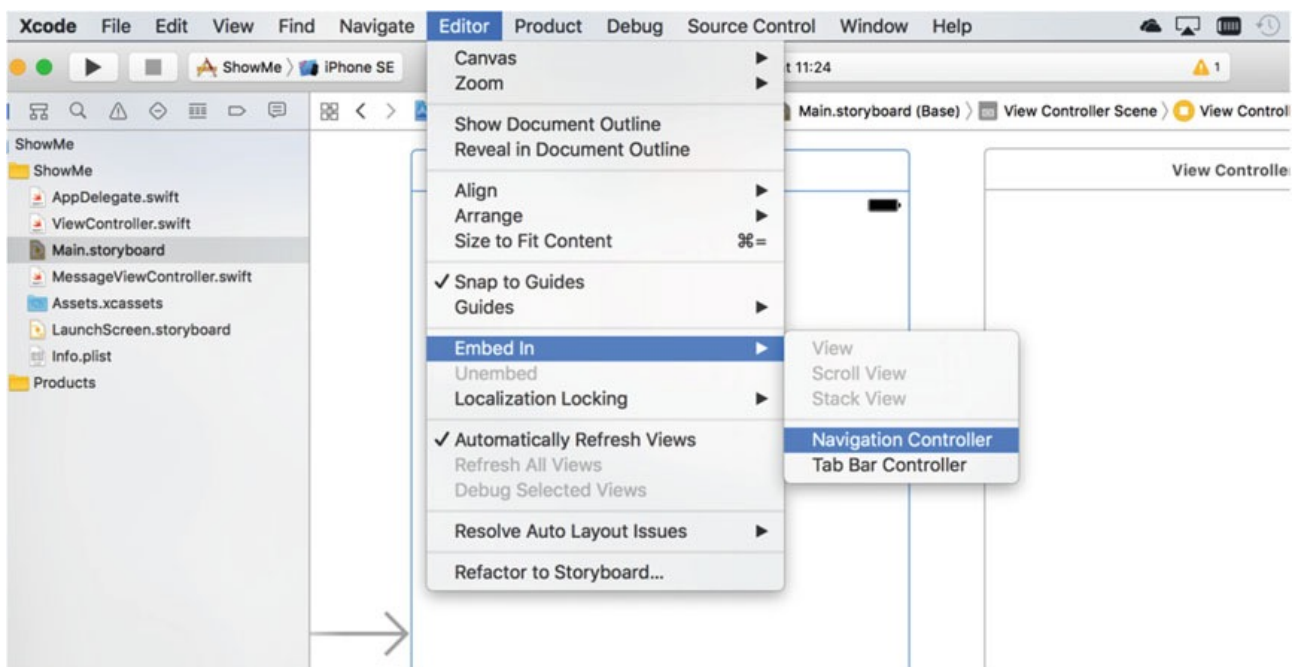 Xcode File Edit View Find Navigate Editor Product Debug Source Control Window Help
ShowMe 〉 iPhone SE
t 11:24
1
Main.storyboard (Base) 〉 View Controller Scene 〉 View Control
ShowMe
ShowMe
AppDelegate.swift
ViewController.swift
Main.storyboard
MessageViewController.swift
Assets.xcassets
LaunchScreen.storyboard
Info.plist
Products
Canvas
Zoom
Show Document Outline
Reveal in Document Outline
Align
Arrange
Size to Fit Content ⌘=
✓ Snap to Guides
Guides
Embed In
Unembed
Localization Locking
✓ Automatically Refresh Views
Refresh All Views
Debug Selected Views
Resolve Auto Layout Issues
Refactor to Storyboard...
View
Scroll View
Stack View
Navigation Controller
Tab Bar Controller
View Controlle